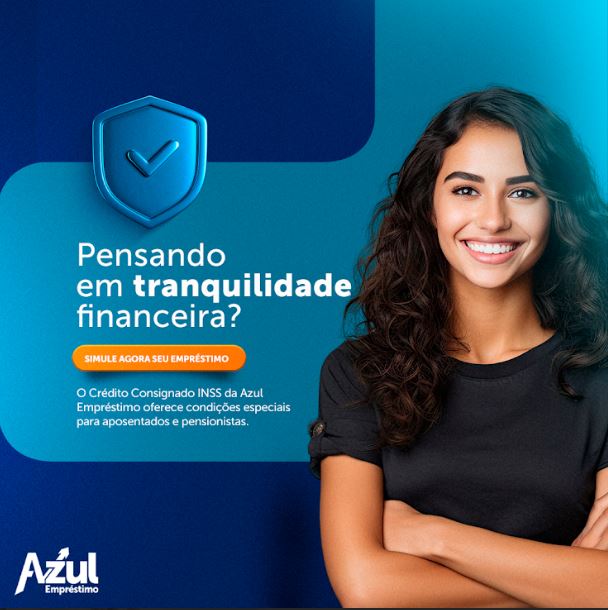 Pensando
em tranquilidade
financeira?
SIMULE AGORA SEU EMPRÉSTIMO
O Crédito Consignado INSS da Azul
Empréstimo oferece condições especiais
para aposentados e pensionistas.
Azul
Empréstimo